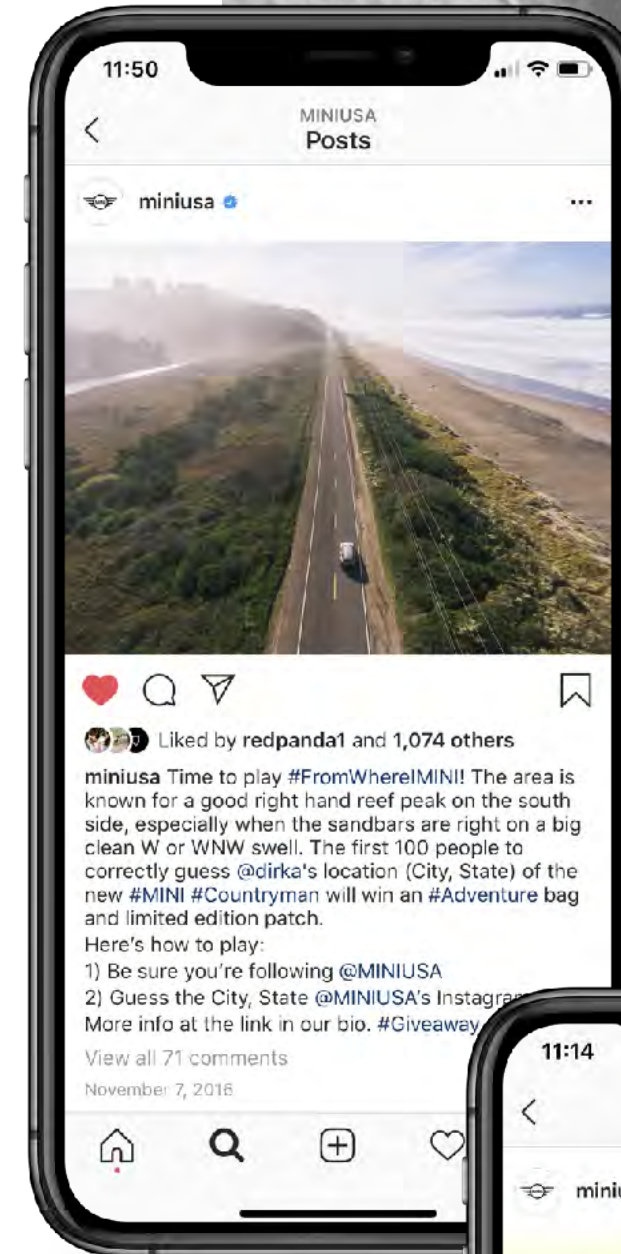 11:50
MINIUSA
Posts
miniusa
Liked by redpanda1 and 1,074 others
miniusa Time to play #FromWhereIMINI! The area is
known for a good right hand reef peak on the south
side, especially when the sandbars are right on a big
clean W or WNW swell. The first 100 people to
correctly guess @dirka's location (City, State) of the
new #MINI #Countryman will win an #Adventure bag
and limited edition patch.
Here's how to play:
1) Be sure you're following @MINIUSA
2) Guess the City, State @MINIUSA's Instagram
More info at the link in our bio. #Giveaway
View all 71 comments
November 7, 2016
11:14
miniu